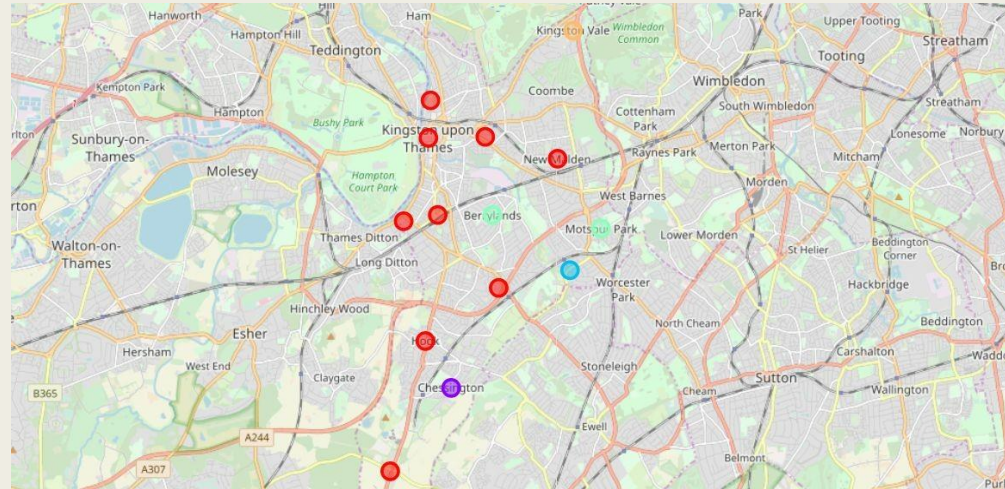 Hanworth
Hampton Hill
Ham
Kingston Vale
Wimbledon
Common
Park
Upper Tooting
Streatham
Teddington
Tooting
Kempton Park
Coombe
Wimbledon
Hampton
Bushy Park
Cottenham
Park
South Wimbledon
Streatham
Sunbury-on-
Thames
Kingston upon
Thames
Lonesome
Norbury
Molesey
New Malden
Raynes Park
Merton Park
Mitcham
Hampton
Court Park
West Barnes
Morden
Berrylands
Motspur Park
Lower Morden
Walton-on-
Thames
Thames Ditton
St Helier
Beddington
Corner
Long Ditton
Worcester
Park
Hackbridge
Hinchley Wood
Esher
North Cheam
Beddington
Hersham
Hook
Carshalton
West End
Claygate
Stoneleigh
Sutton
Wallington
B365
Chessington
Cheam
A244
Ewell
A307
Belmont